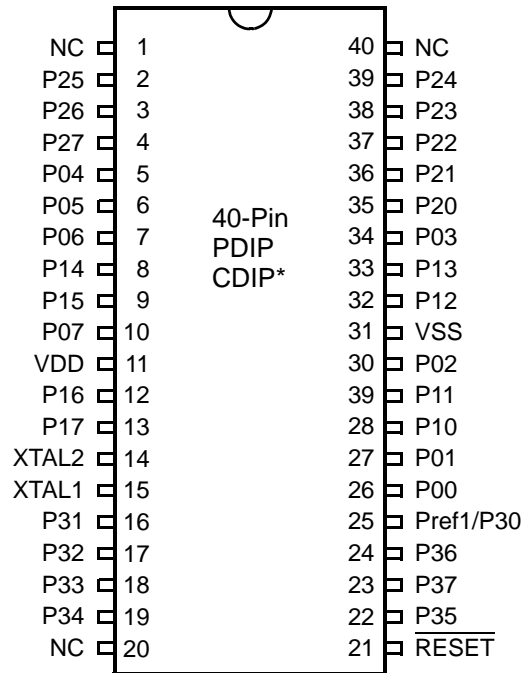 NC 1 40 NC
P25 2 39 P24
P26 3 38 P23
P27 4 37 P22
P04 5 36 P21
P05 6 35 P20
40-Pin
P06 7 34 P03
PDIP
P14 8 33 P13
CDIP*
P15 9 32 P12
P07 10 31 VSS
VDD 11 30 P02
P16 12 39 P11
P17 13 28 P10
XTAL2 14 27 P01
XTAL1 15 26 P00
P31 16 25 Pref1/P30
P32 17 24 P36
P33 18 23 P37
P34 19 22 P35
NC 20 21 RESET